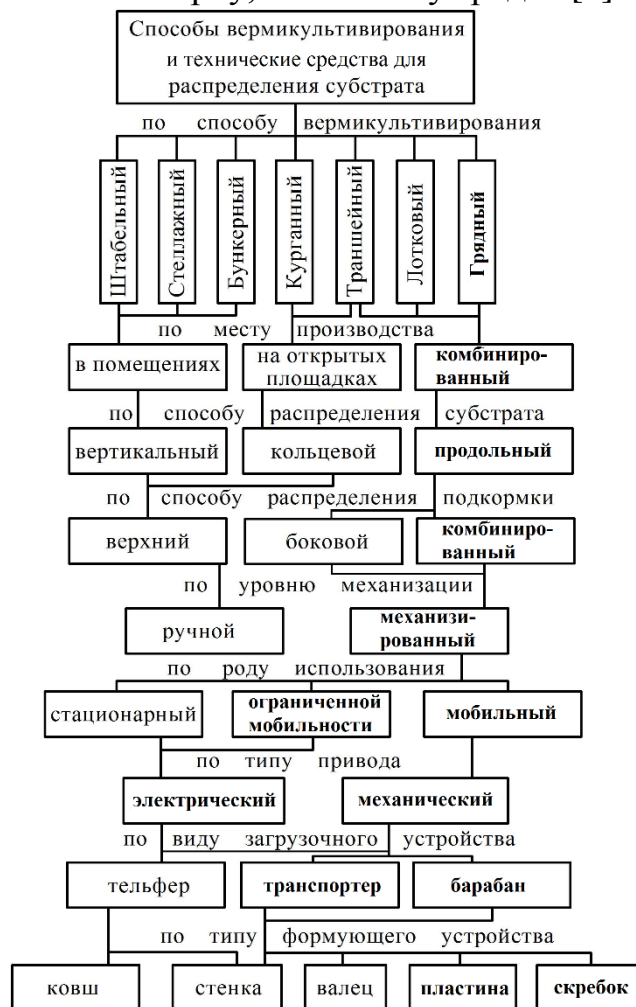 Способы вермикультивирования
и технические средства для
распределения субстрата
по способу вермикультивирования
Штабельный
Стеллажный
Бункерный
Курганный
Траншейный
Лотковый
Грядный
по месту производства
в помещениях
на открытых
площадках
комбиниро-
ванный
по способу распределения субстрата
вертикальный
кольцевой
продольный
по способу распределения подкормки
верхний
боковой
комбиниро-
ванный
по уровню механизации
ручной
механизи-
рованный
по роду использования
стационарный
ограниченной
мобильности
мобильный
по типу привода
электрический
механический
по виду загрузочного устройства
тельфер
транспортер
барабан
по типу формующего устройства
ковш
стенка
валец
пластина
скребок